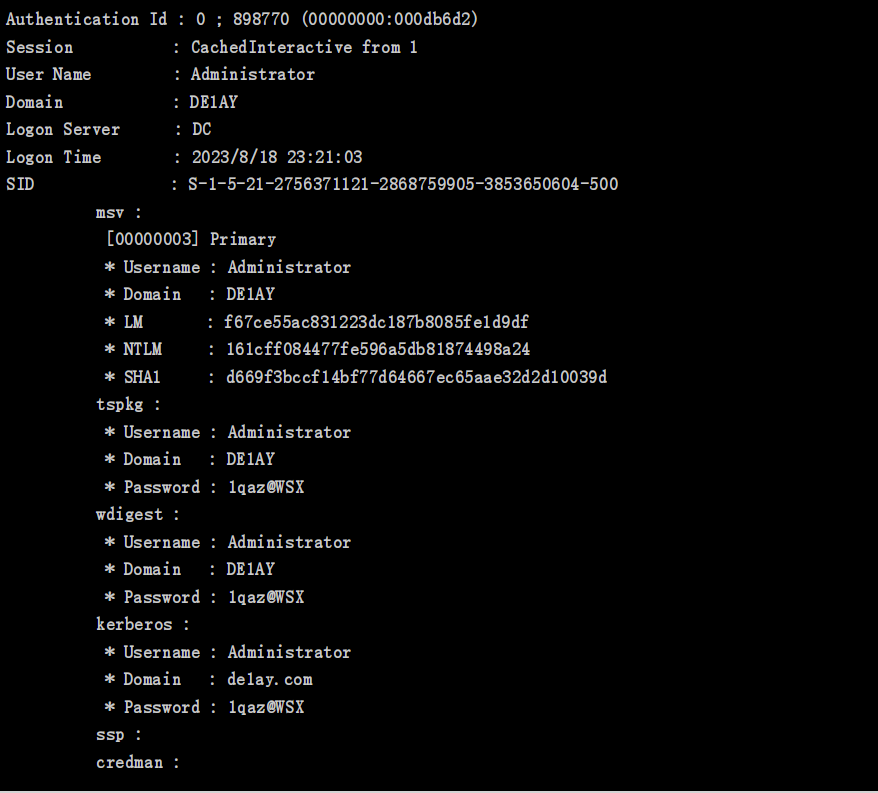 Authentication Id : 0 ; 898770 (00000000:000db6d2)
Session           : CachedInteractive from 1
User Name         : Administrator
Domain            : DE1AY
Logon Server      : DC
Logon Time        : 2023/8/18 23:21:03
SID               : S-1-5-21-2756371121-2868759905-3853650604-500
msv :
[00000003] Primary
* Username : Administrator
* Domain   : DE1AY
* LM       : f67ce55ac831223dc187b8085fe1d9df
* NTLM     : 161cff084477fe596a5db81874498a24
* SHA1     : d669f3bccf14bf77d64667ec65aae32d2d10039d
tspkg :
* Username : Administrator
* Domain   : DE1AY
* Password : 1qaz@WSX
wdigest :
* Username : Administrator
* Domain   : DE1AY
* Password : 1qaz@WSX
kerberos :
* Username : Administrator
* Domain   : de1ay.com
* Password : 1qaz@WSX
ssp :
credman :